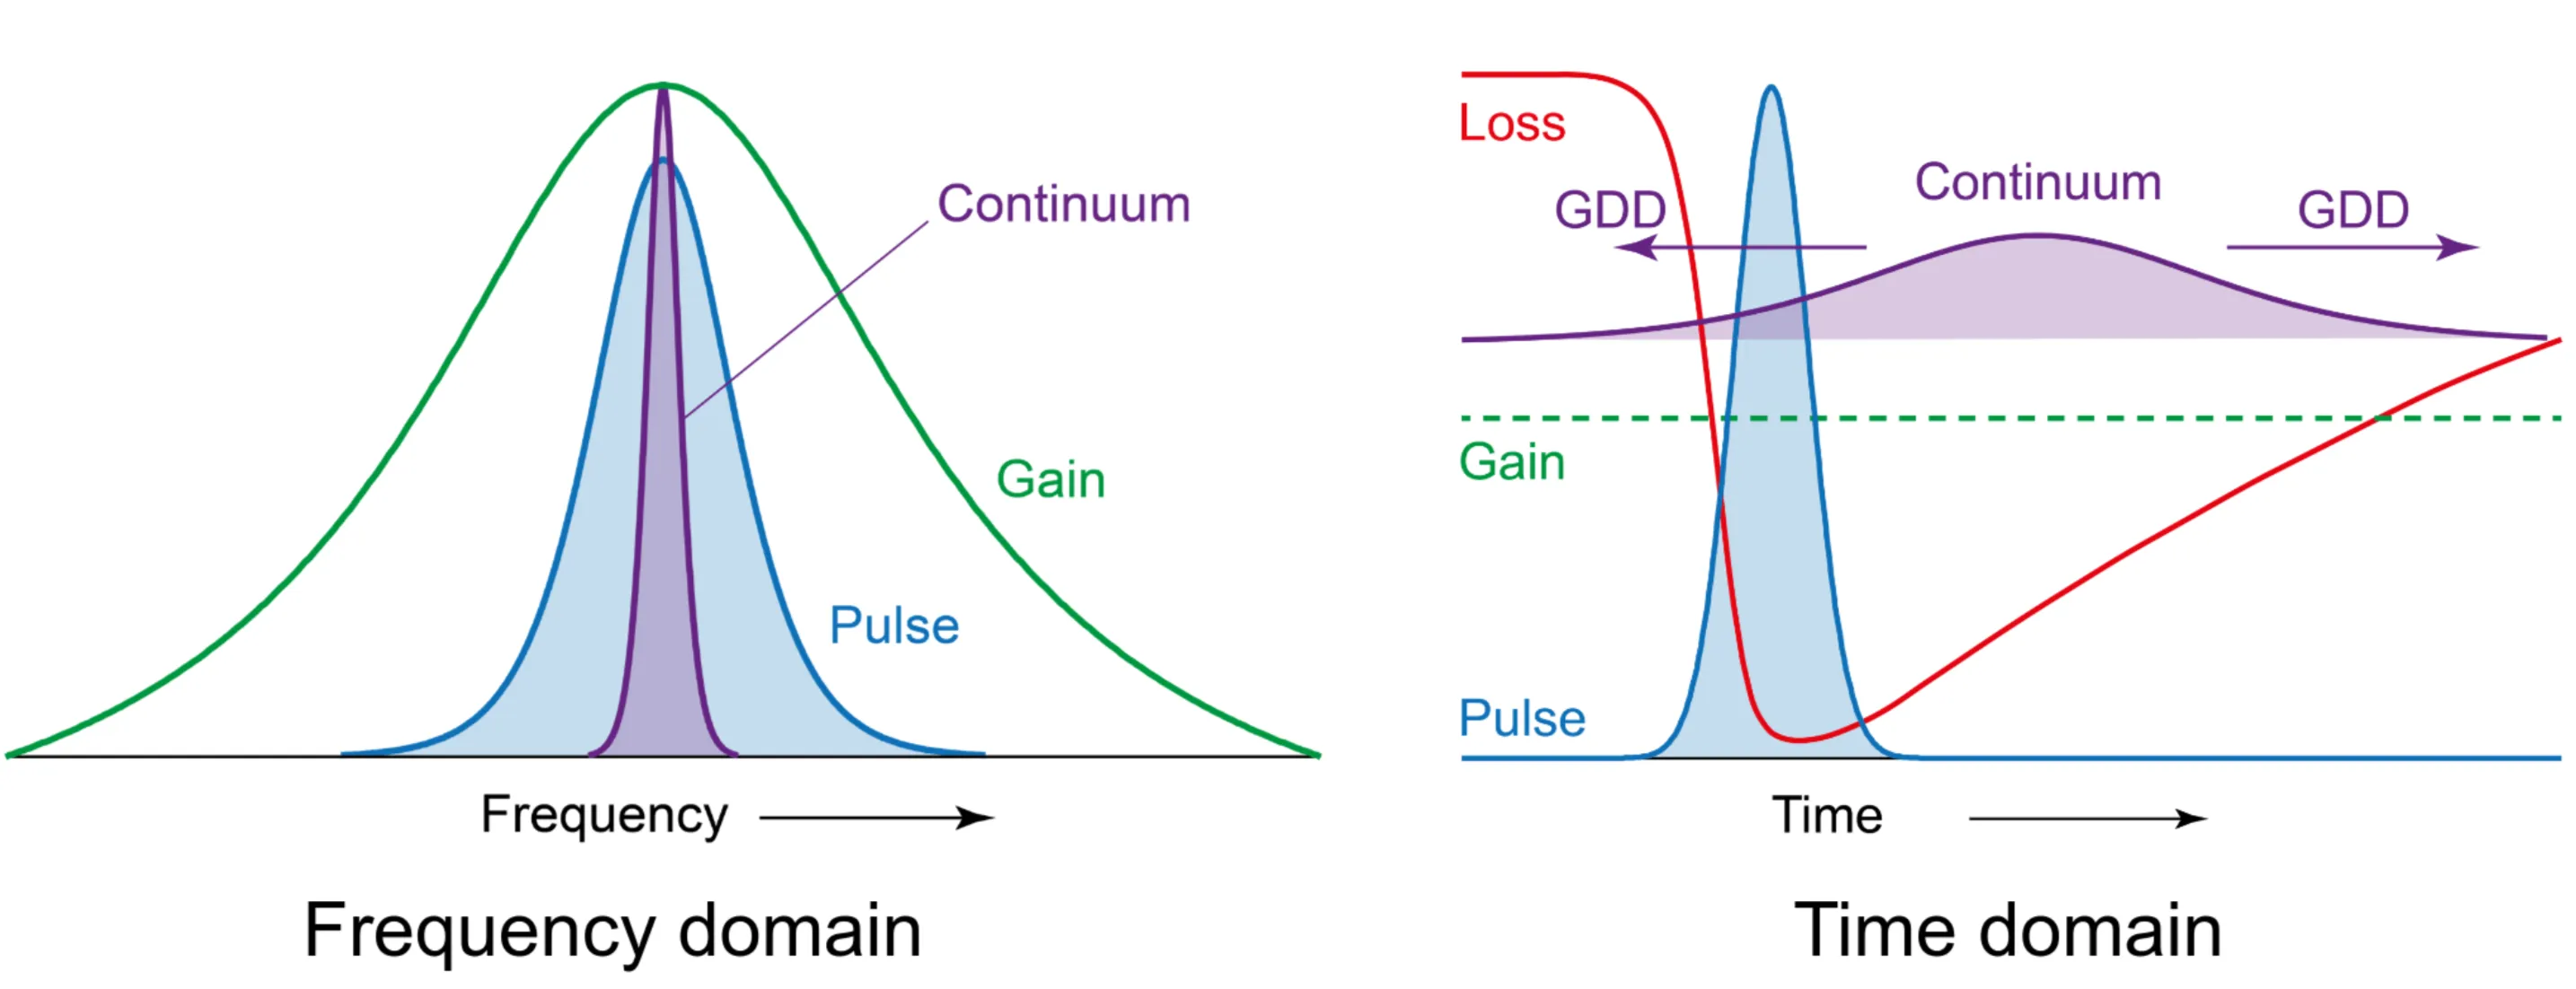 Continuum
Gain
Pulse
Frequency
Frequency domain
Loss
GDD
Continuum
GDD
Gain
Pulse
Time
Time domain